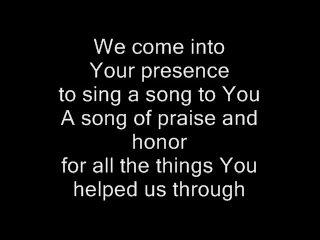 We come into
Your presence
to sing a song to You
A song of praise and
honor
for all the things You
helped us through